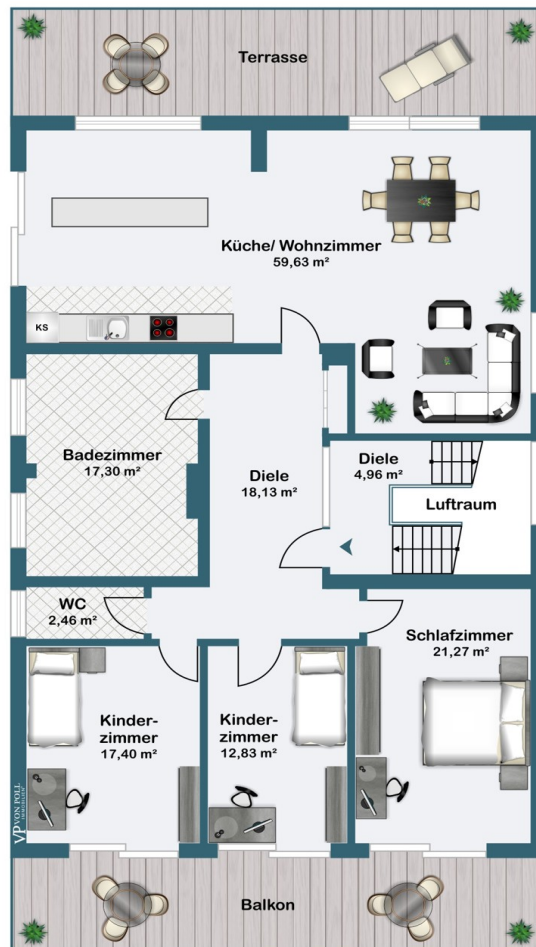 Terrasse
Küche/ Wohnzimmer
59,63 m²
KS
Badezimmer
17,30 m²
Diele
18,13 m²
Diele
4,96 m²
Luftraum
WC
2,46 m²
Schlafzimmer
21,27 m²
Kinder-
zimmer
17,40 m²
Kinder-
zimmer
12,83 m²
VP VON POLL
IMMOBILIEN
Balkon